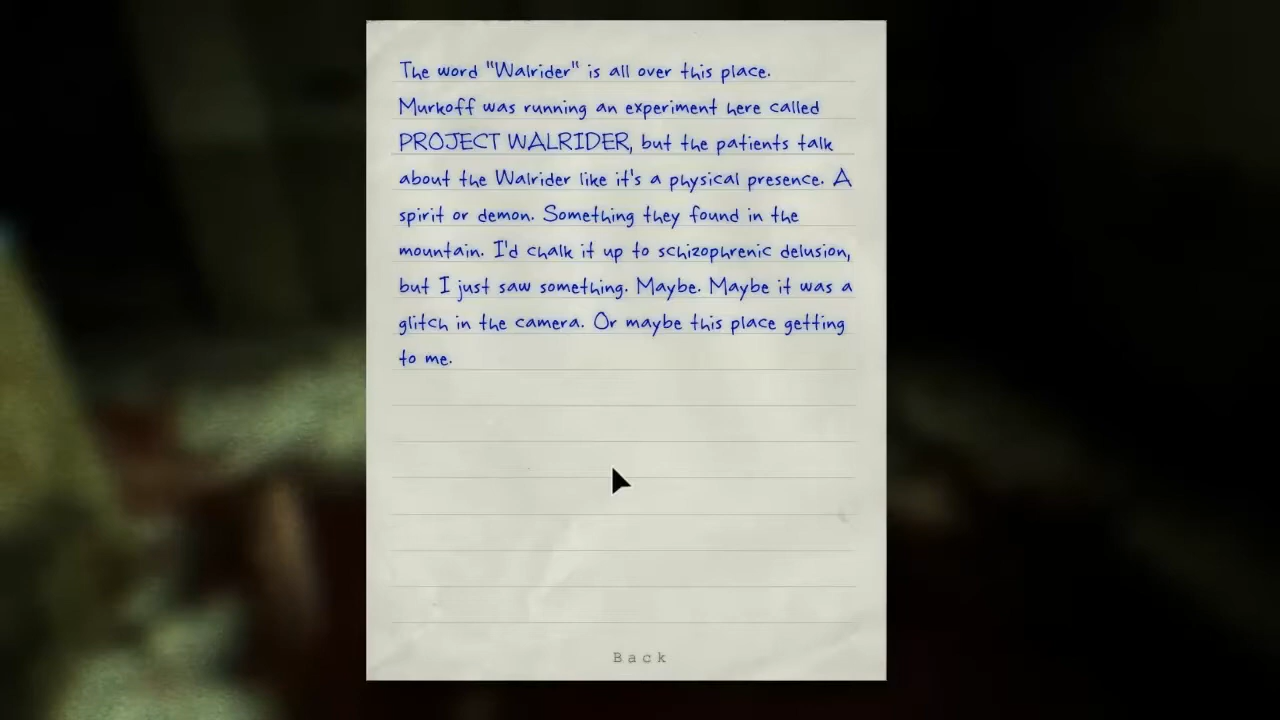 The word "Walrider" is all over this place.
Murkoff was running an experiment here called
PROJECT WALRIDER, but the patients talk
about the Walrider like it's a physical presence. A
spirit or demon. Something they found in the
mountain. I'd chalk it up to schizophrenic delusion,
but I just saw something. Maybe. Maybe it was a
glitch in the camera. Or maybe this place getting
to me.
Back